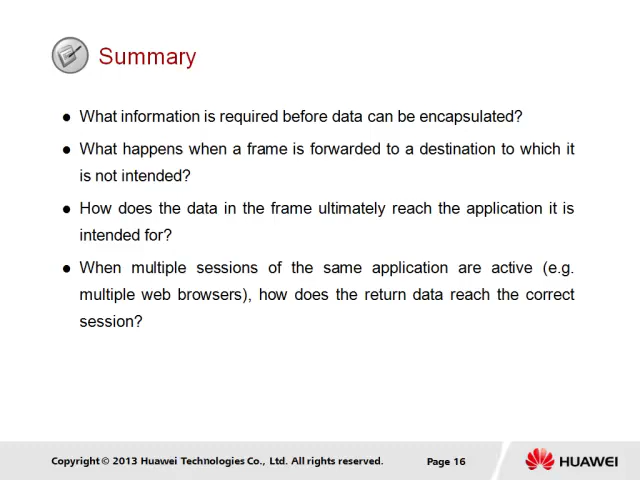 Summary
● What information is required before data can be encapsulated?
● What happens when a frame is forwarded to a destination to which it
is not intended?
● How does the data in the frame ultimately reach the application it is
intended for?
● When multiple sessions of the same application are active (e.g.
multiple web browsers), how does the return data reach the correct
session?
Copyright © 2013 Huawei Technologies Co., Ltd. All rights reserved.
Page 16
HUAWEI